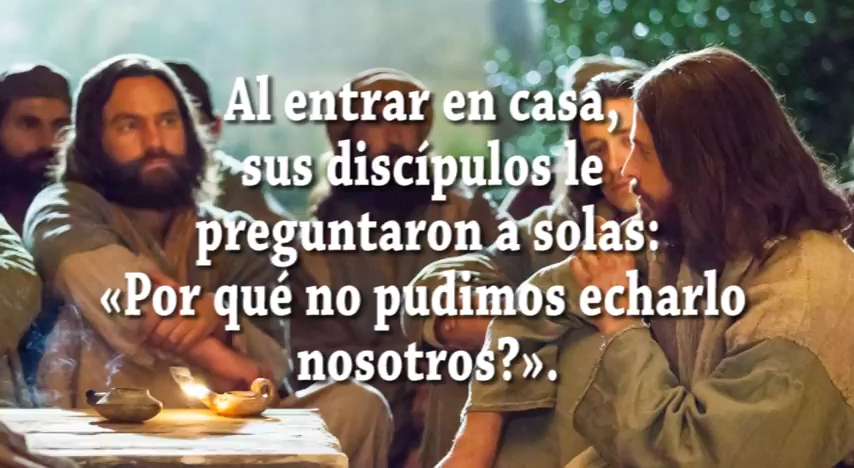 Al entrar en casa,
sus discípulos le
preguntaron a solas:
«Por qué no pudimos echarlo
nosotros?».